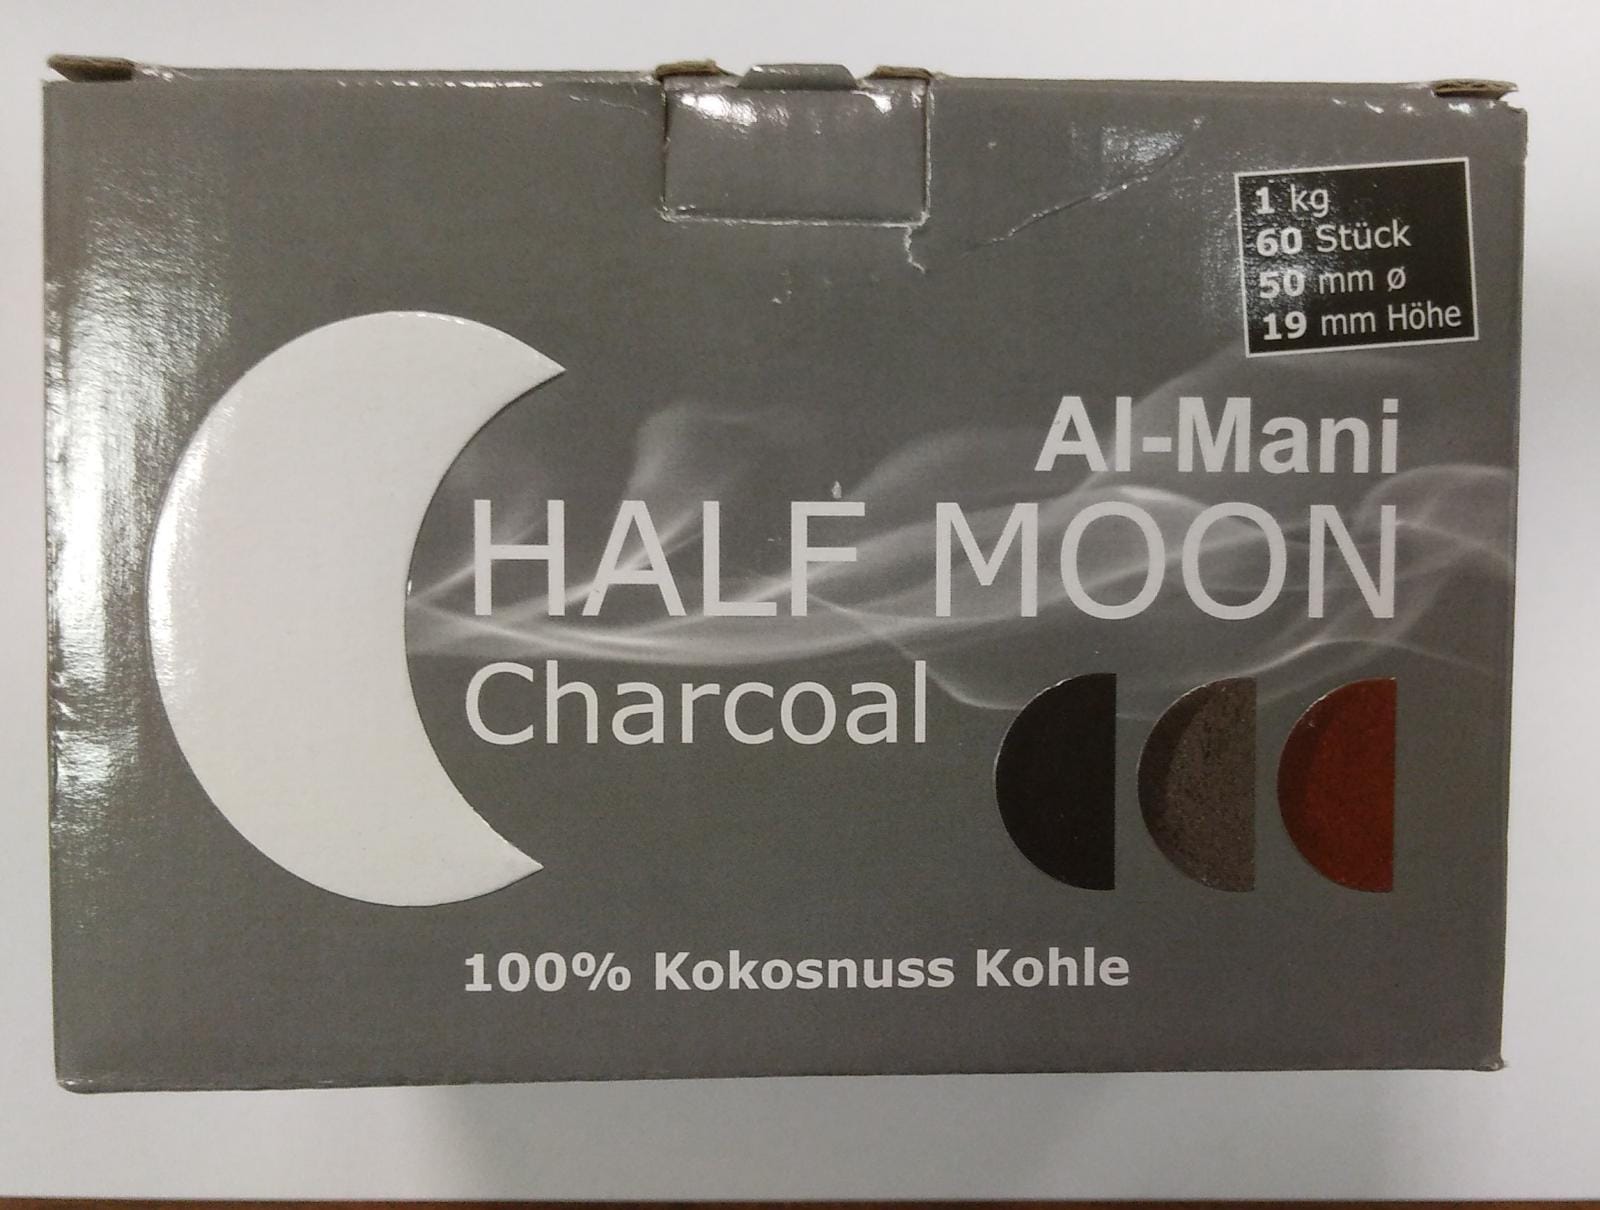 1 kg
60 Stück
50 mm ø
19 mm Höhe
Al-Mani
HALF MOON
Charcoal
100% Kokosnuss Kohle